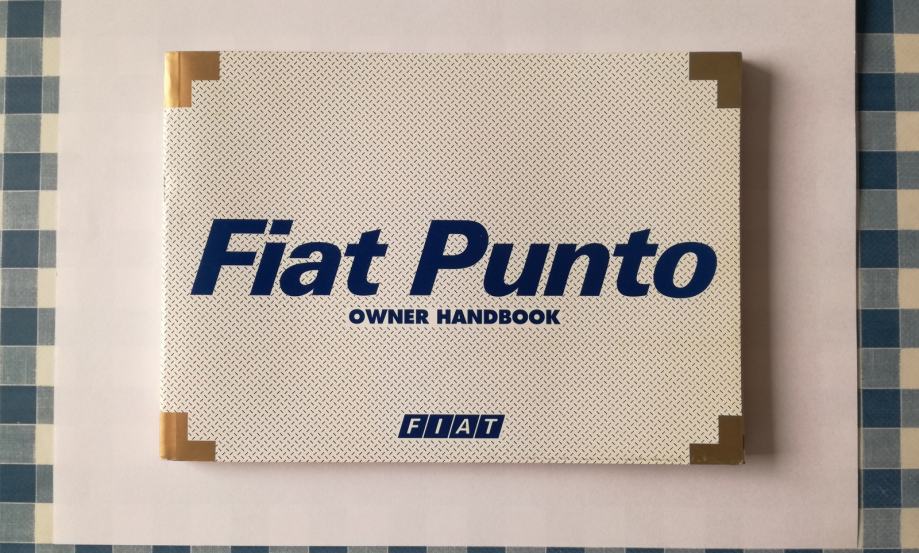 Fiat Punto
OWNER HANDBOOK
FIAT